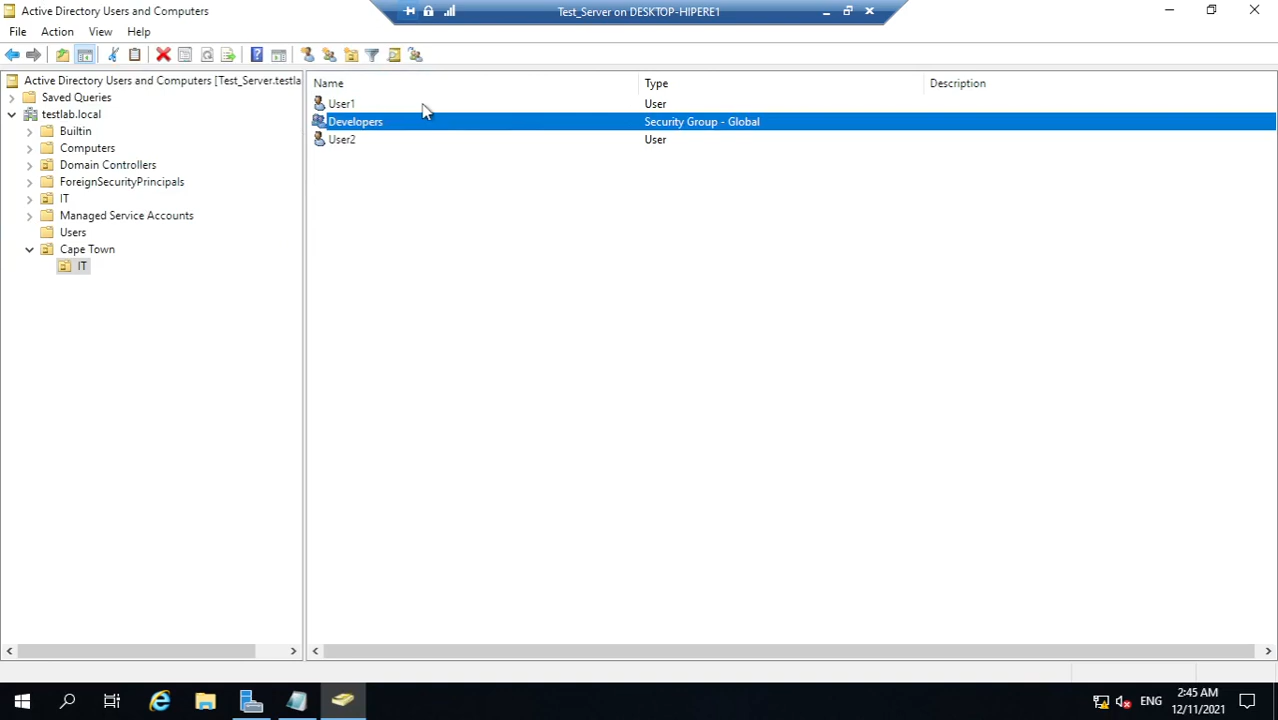 Active Directory Users and Computers
Test_Server on DESKTOP-HIPERE1
File Action View Help
Active Directory Users and Computers [Test_Server.testla
Saved Queries
testlab.local
Builtin
Computers
Domain Controllers
ForeignSecurityPrincipals
IT
Managed Service Accounts
Users
Cape Town
IT
Name Type Description
User1 User
Developers Security Group - Global
User2 User
ENG
2:45 AM
12/11/2021